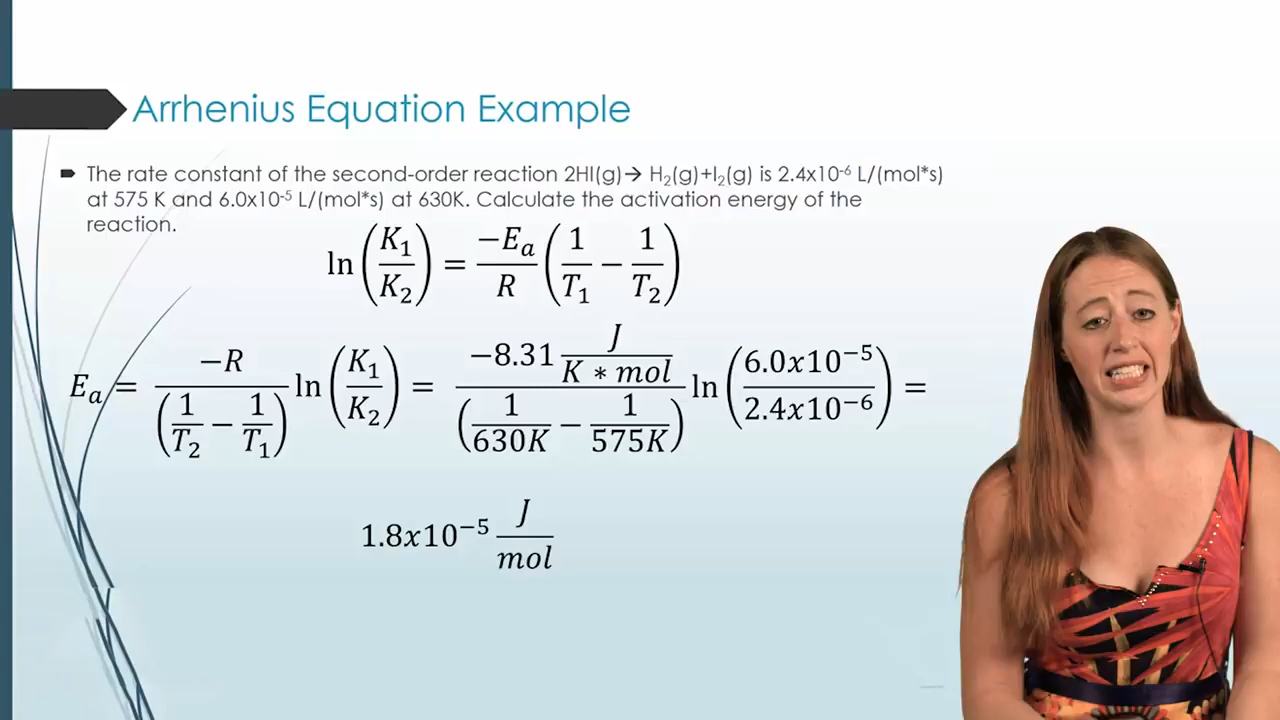 Arrhenius Equation Example
The rate constant of the second-order reaction 2HI(g)→ H₂(g)+I₂(g) is 2.4x10⁻⁶ L/(mol*s)
at 575 K and 6.0x10⁻⁵ L/(mol*s) at 630K. Calculate the activation energy of the
reaction.
ln(K₁/K₂) = −Eₐ/R (1/T₁ − 1/T₂)
Eₐ = −R/(1/T₂ − 1/T₁) ln(K₁/K₂) = −8.31 J/(K ∗ mol)/(1/630K − 1/575K) ln(6.0x10⁻⁵/2.4x10⁻⁶) =
1.8x10⁻⁵ J/mol